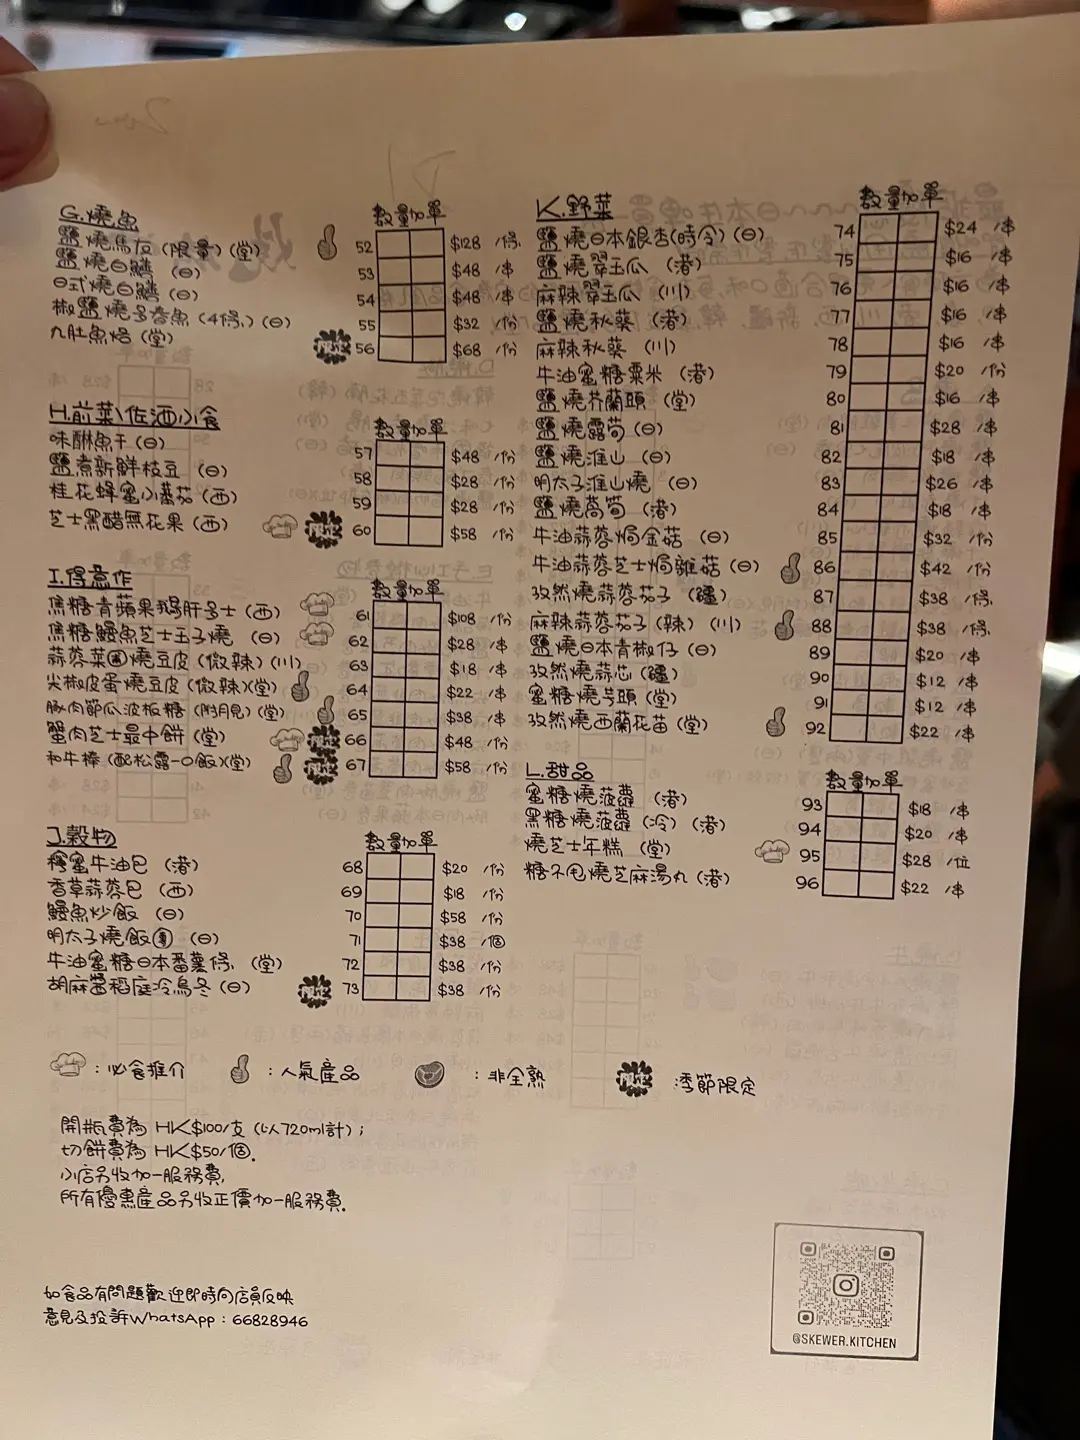 G.燒魚 數量加單
鹽燒馬友 (限量) (堂) 52 $128 /條
鹽燒白鱔 (日) 53 $48 /串
日式燒白鱔 (日) 54 $48 /串
椒鹽燒多春魚 (4條) (日) 55 $32 /份
九肚魚烙 (堂) 限定 56 $68 /份
H.前菜\佐酒小食 數量加單
味醂魚干 (日) 57 $48 /份
鹽煮新鮮枝豆 (日) 58 $28 /份
桂花蜂蜜小蕃茄 (西) 59 $28 /份
芝士黑醋無花果 (西) 限定 60 $58 /份
I.得意作 數量加單
焦糖青蘋果鵝肝多士 (西) 61 $108 /份
焦糖鰻魚芝士玉子燒 (日) 62 $28 /串
蒜蓉菜圃燒豆皮 (微辣) (川) 63 $18 /串
尖椒皮蛋燒豆皮 (微辣)(堂) 64 $22 /串
豚肉節瓜波板糖 (附月見) (堂) 65 $38 /串
蟹肉芝士最中餅 (堂) 限定 66 $48 /份
和牛棒 (配松露一口飯)(堂) 限定 67 $58 /份
J.穀物 數量加單
蜜牛油包 (港) 68 $20 /份
香草蒜蓉包 (西) 69 $18 /份
鰻魚炒飯 (日) 70 $58 /份
明太子燒飯團 (日) 71 $38 /個
牛油蜜糖日本番薯條 (堂) 72 $38 /份
胡麻醬稻庭冷烏冬 (日) 限定 73 $38 /份
K.野菜 數量加單
鹽燒日本銀杏(時令) (日) 74 $24 /串
鹽燒翠玉瓜 (港) 75 $16 /串
麻辣翠玉瓜 (川) 76 $16 /串
鹽燒秋葵 (港) 77 $16 /串
麻辣秋葵 (川) 78 $16 /串
牛油蜜糖粟米 (港) 79 $20 /份
鹽燒芥蘭頭 (堂) 80 $16 /串
鹽燒露荀 (日) 81 $28 /串
鹽燒淮山 (日) 82 $18 /串
明太子淮山燒 (日) 83 $26 /串
鹽燒萵荀 (港) 84 $18 /串
牛油蒜蓉焗金菇 (日) 85 $32 /份
牛油蒜蓉芝士焗雜菇 (日) 86 $42 /份
孜然燒蒜蓉茄子 (疆) 87 $38 /條
麻辣蒜蓉茄子 (辣) (川) 88 $38 /條
鹽燒日本青椒仔 (日) 89 $20 /串
孜然燒蒜芯 (疆) 90 $12 /串
蜜糖燒芋頭 (堂) 91 $12 /串
孜然燒西蘭花苗 (堂) 92 $22 /串
L.甜品 數量加單
蜜糖燒菠蘿 (港) 93 $18 /串
黑糖燒菠蘿 (冷) (港) 94 $20 /串
燒芝士年糕 (堂) 95 $28 /位
糖不甩燒芝麻湯丸 (港) 96 $22 /串
：必食推介 ：人氣產品 ：非全熟 限定 ：季節限定
開瓶費為 HK$100/支 (以720ml計)；
切餅費為 HK$50/個.
小店另收加一服務費,
所有優惠產品另收正價加一服務費.
如食品有問題歡迎即時向店員反映
意見及投訴WhatsApp：66828946
@SKEWER.KITCHEN